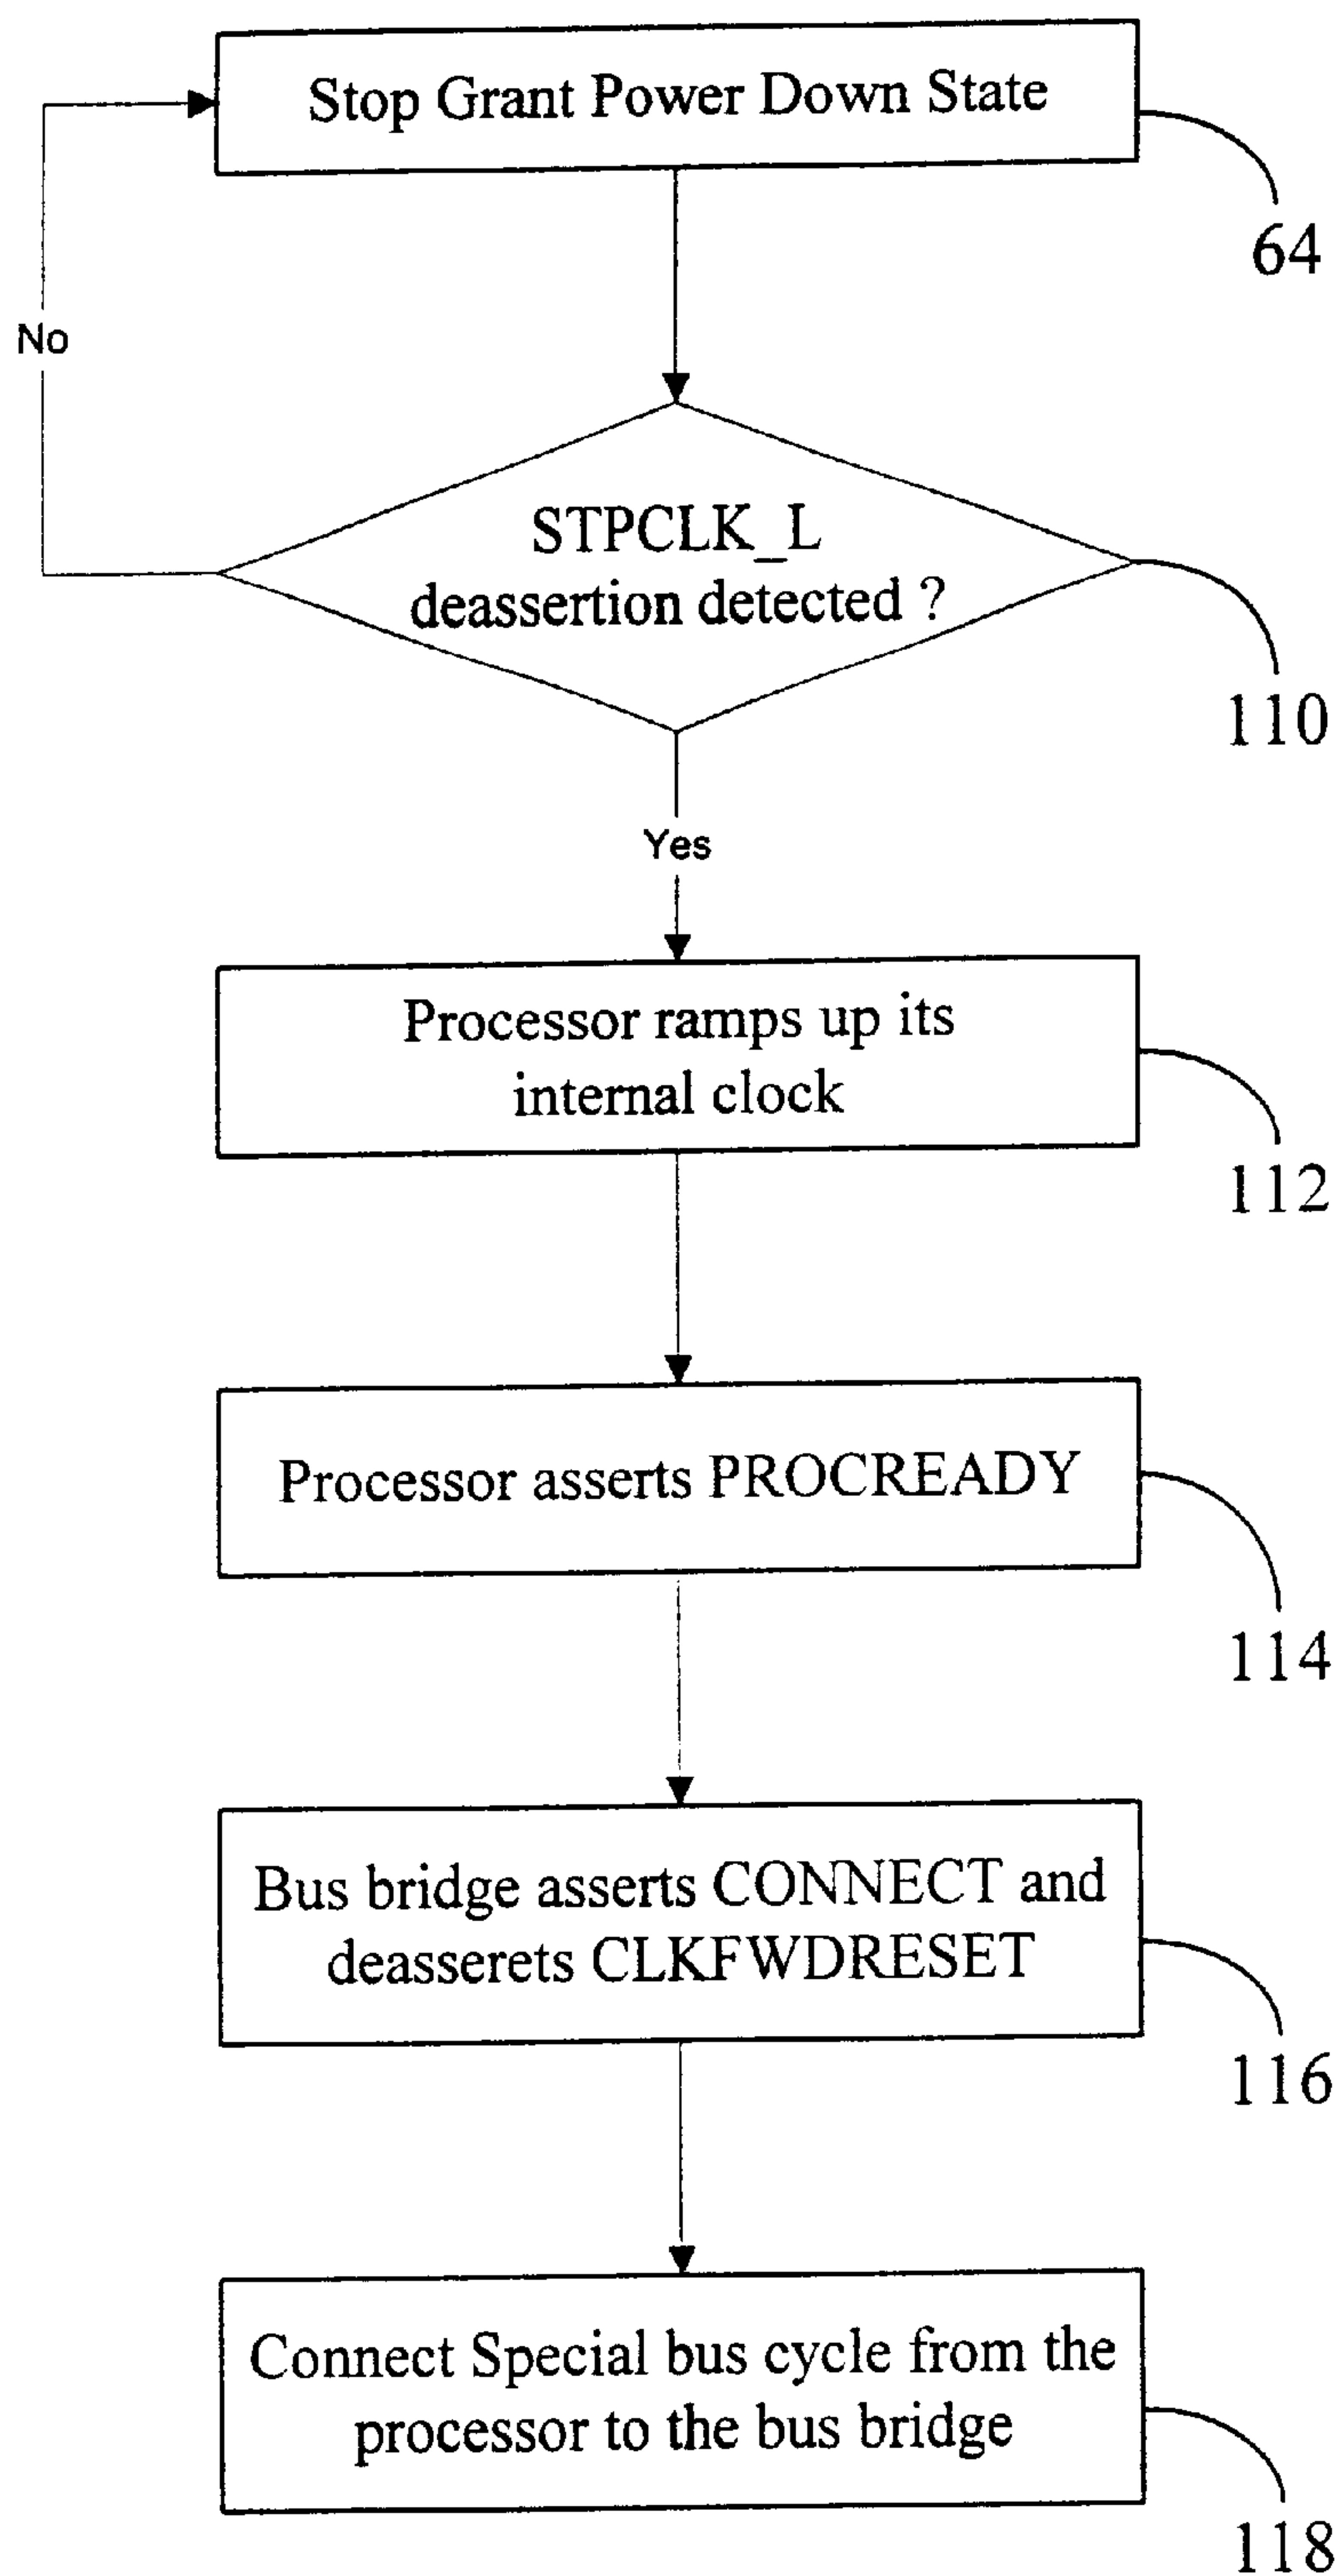 Stop Grant Power Down State
64
No
STPCLK_L
deassertion detected ?
110
Yes
Processor ramps up its
internal clock
112
Processor asserts PROCREADY
114
Bus bridge asserts CONNECT and
deasserets CLKFWDRESET
116
Connect Special bus cycle from the
processor to the bus bridge
118